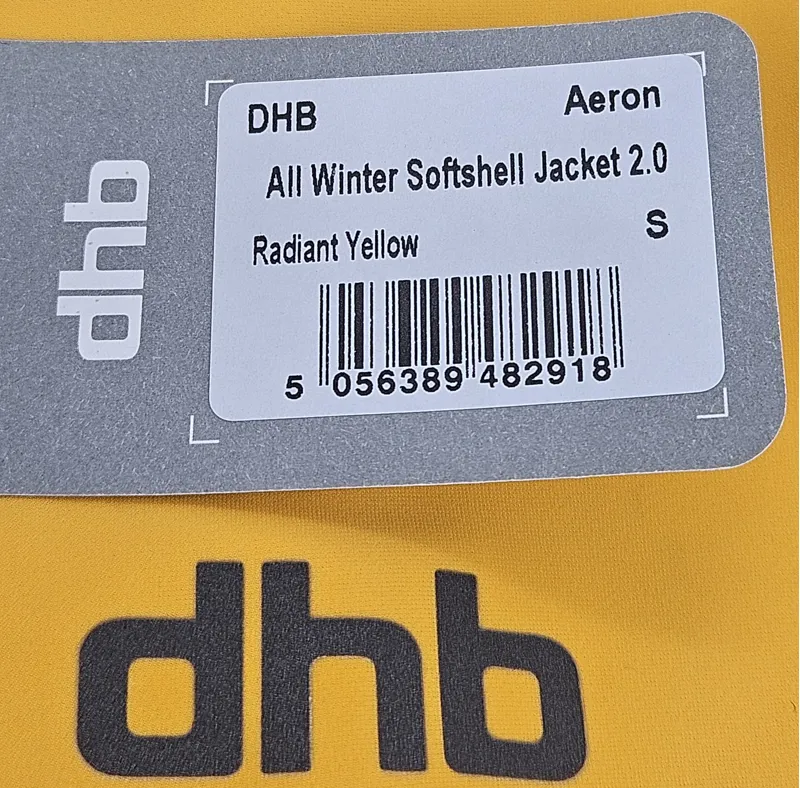 dhb
DHB Aeron
All Winter Softshell Jacket 2.0
Radiant Yellow S
5 056389 482918
dhb